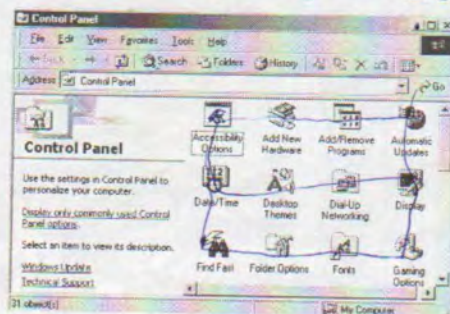 Control Panel
File Edit View Favorites Tools Help
Back Search Folders History
Address Control Panel Go
Control Panel
Use the settings in Control Panel to
personalize your computer.
Display only commonly used Control
Panel options.
Select an item to view its description.
Windows Update
Technical Support
Accessibility
Options
Add New
Hardware
Add/Remove
Programs
Automatic
Updates
Date/Time
Desktop
Themes
Dial-Up
Networking
Display
Find Fast
Folder Options
Fonts
Gaming
Options
31 object(s) My Computer